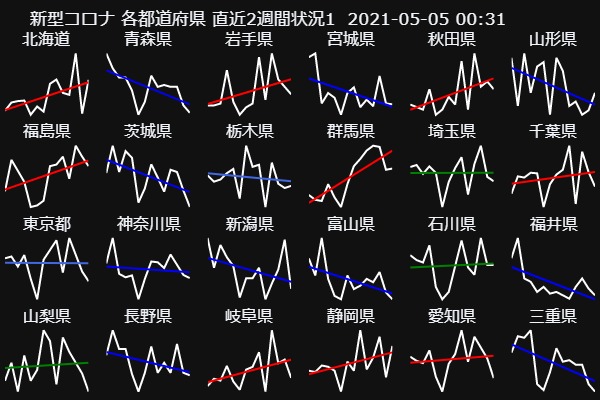 新型コロナ 各都道府県 直近2週間状況1 2021-05-05 00:31
北海道 青森県 岩手県 宮城県 秋田県 山形県
福島県 茨城県 栃木県 群馬県 埼玉県 千葉県
東京都 神奈川県 新潟県 富山県 石川県 福井県
山梨県 長野県 岐阜県 静岡県 愛知県 三重県